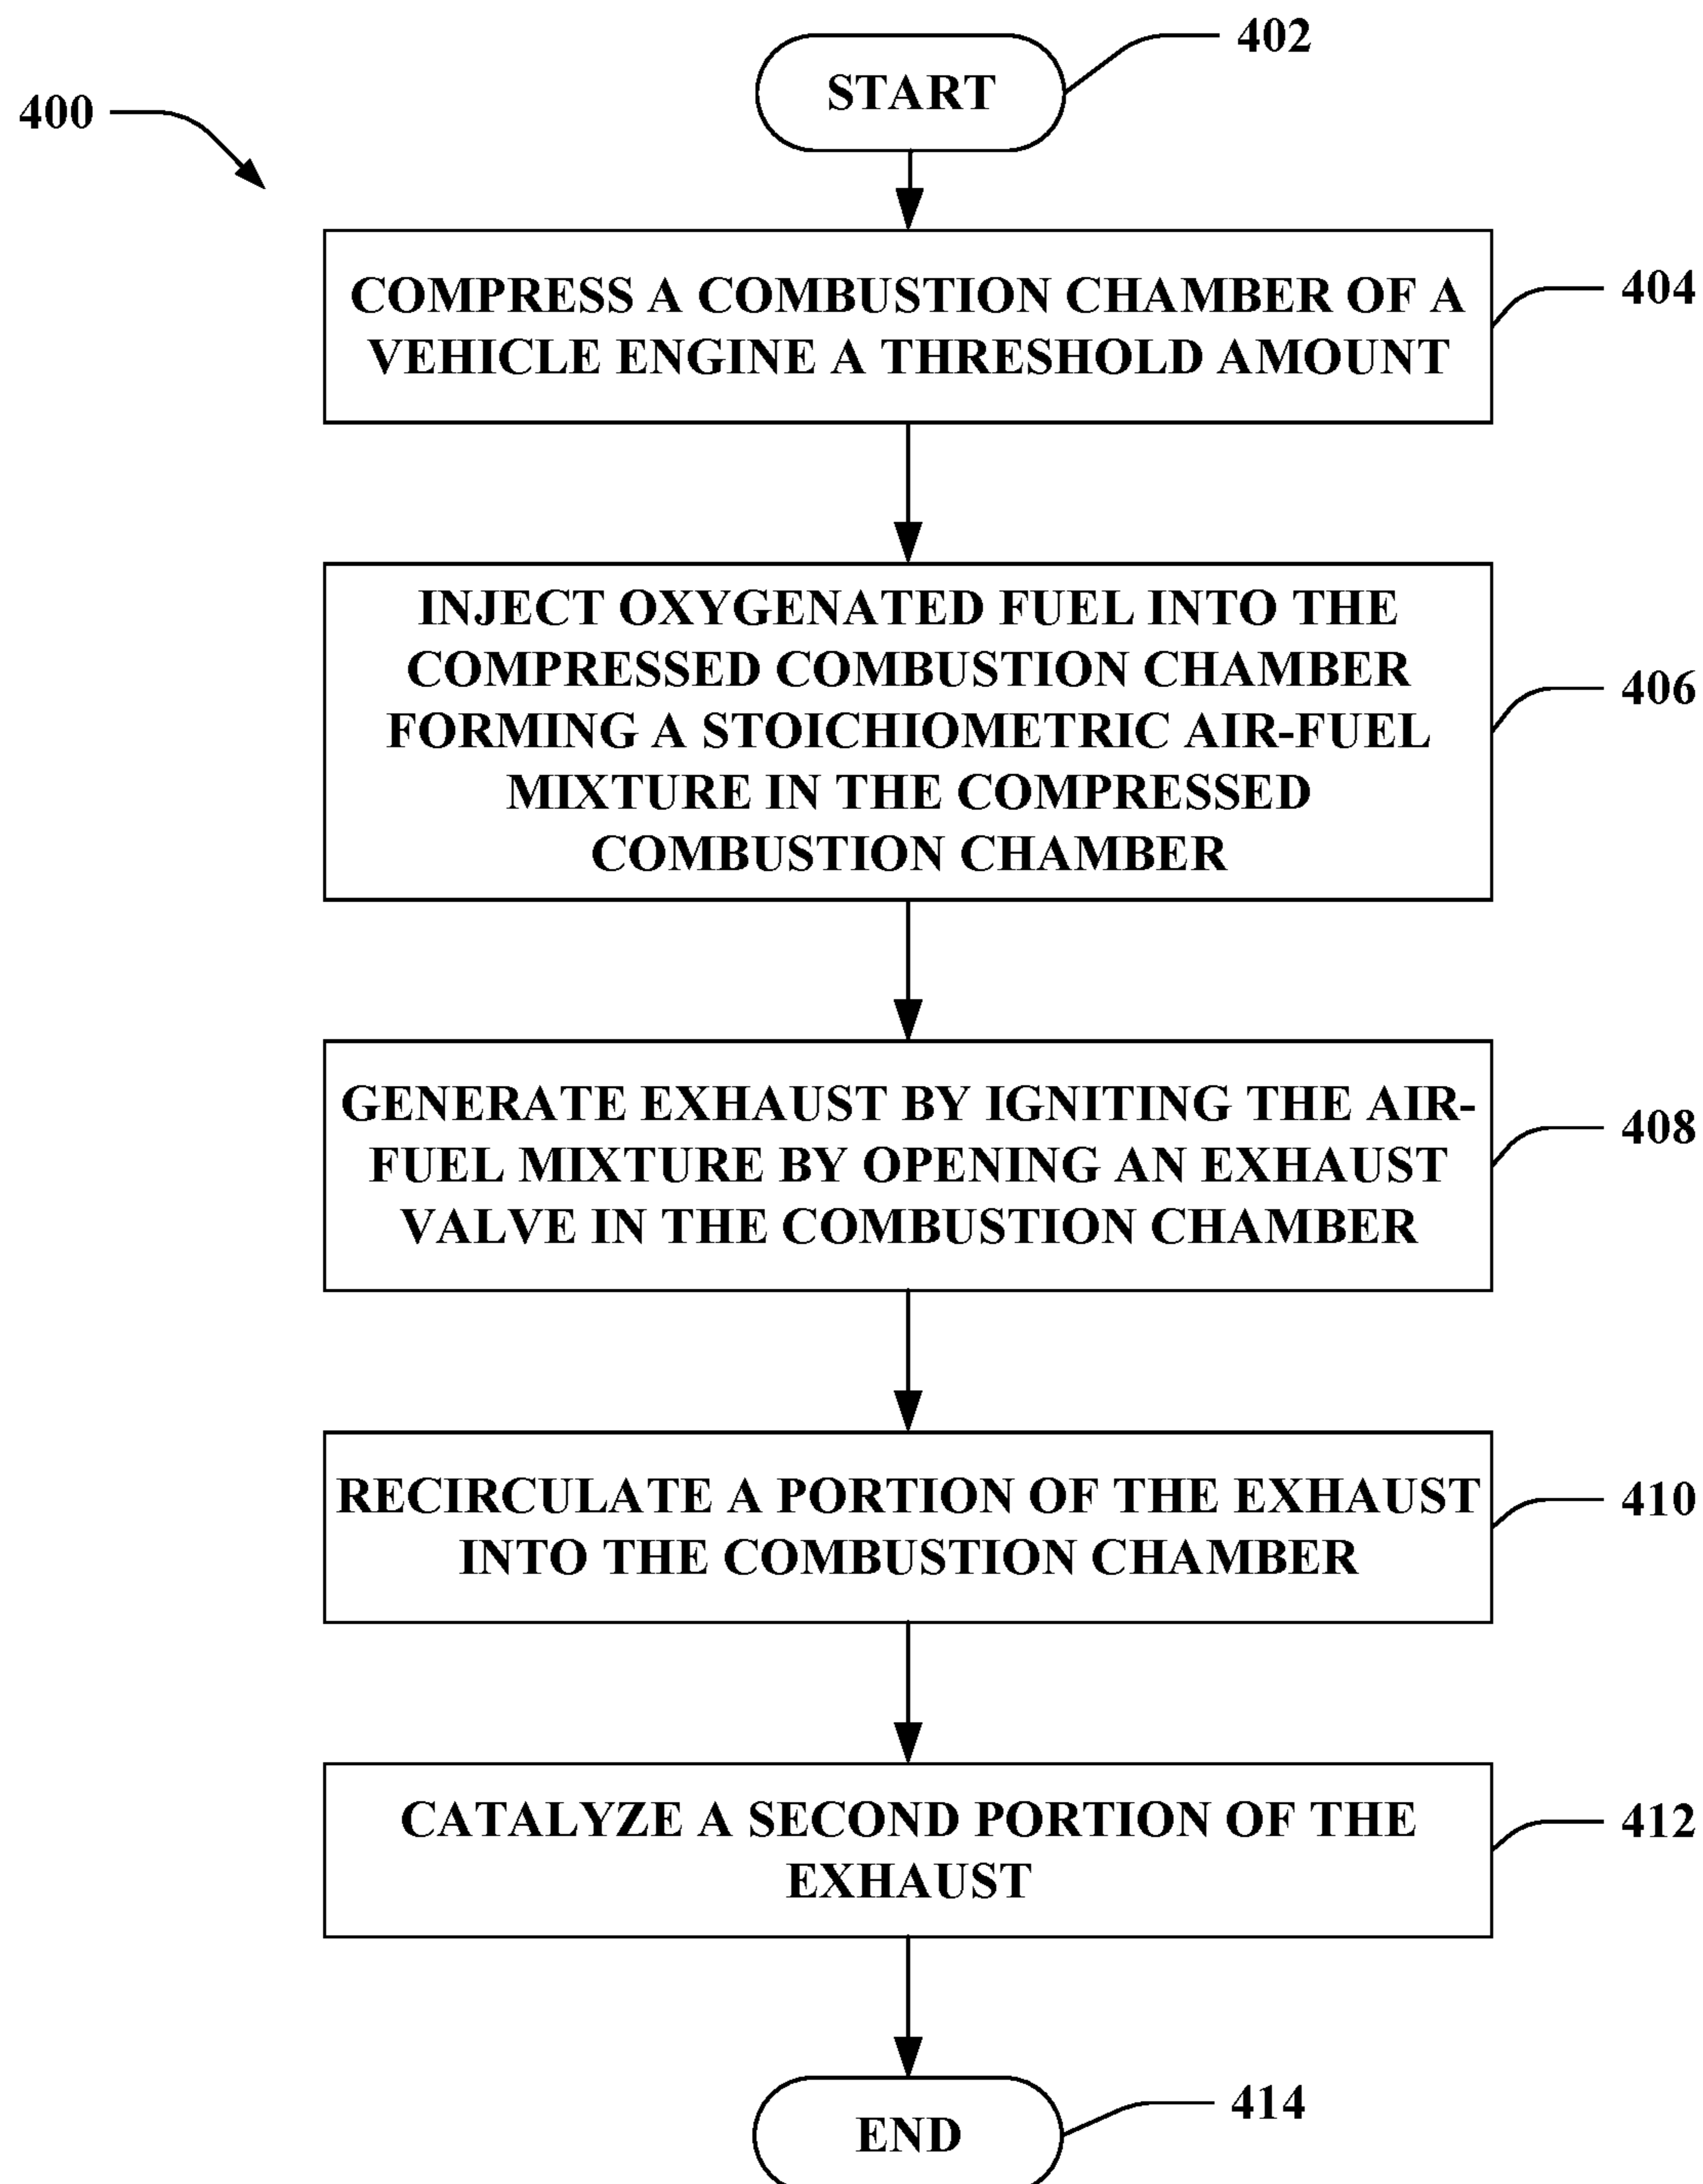 402
START
400
COMPRESS A COMBUSTION CHAMBER OF A
VEHICLE ENGINE A THRESHOLD AMOUNT
404
INJECT OXYGENATED FUEL INTO THE
COMPRESSED COMBUSTION CHAMBER
FORMING A STOICHIOMETRIC AIR-FUEL
MIXTURE IN THE COMPRESSED
COMBUSTION CHAMBER
406
GENERATE EXHAUST BY IGNITING THE AIR-
FUEL MIXTURE BY OPENING AN EXHAUST
VALVE IN THE COMBUSTION CHAMBER
408
RECIRCULATE A PORTION OF THE EXHAUST
INTO THE COMBUSTION CHAMBER
410
CATALYZE A SECOND PORTION OF THE
EXHAUST
412
END
414